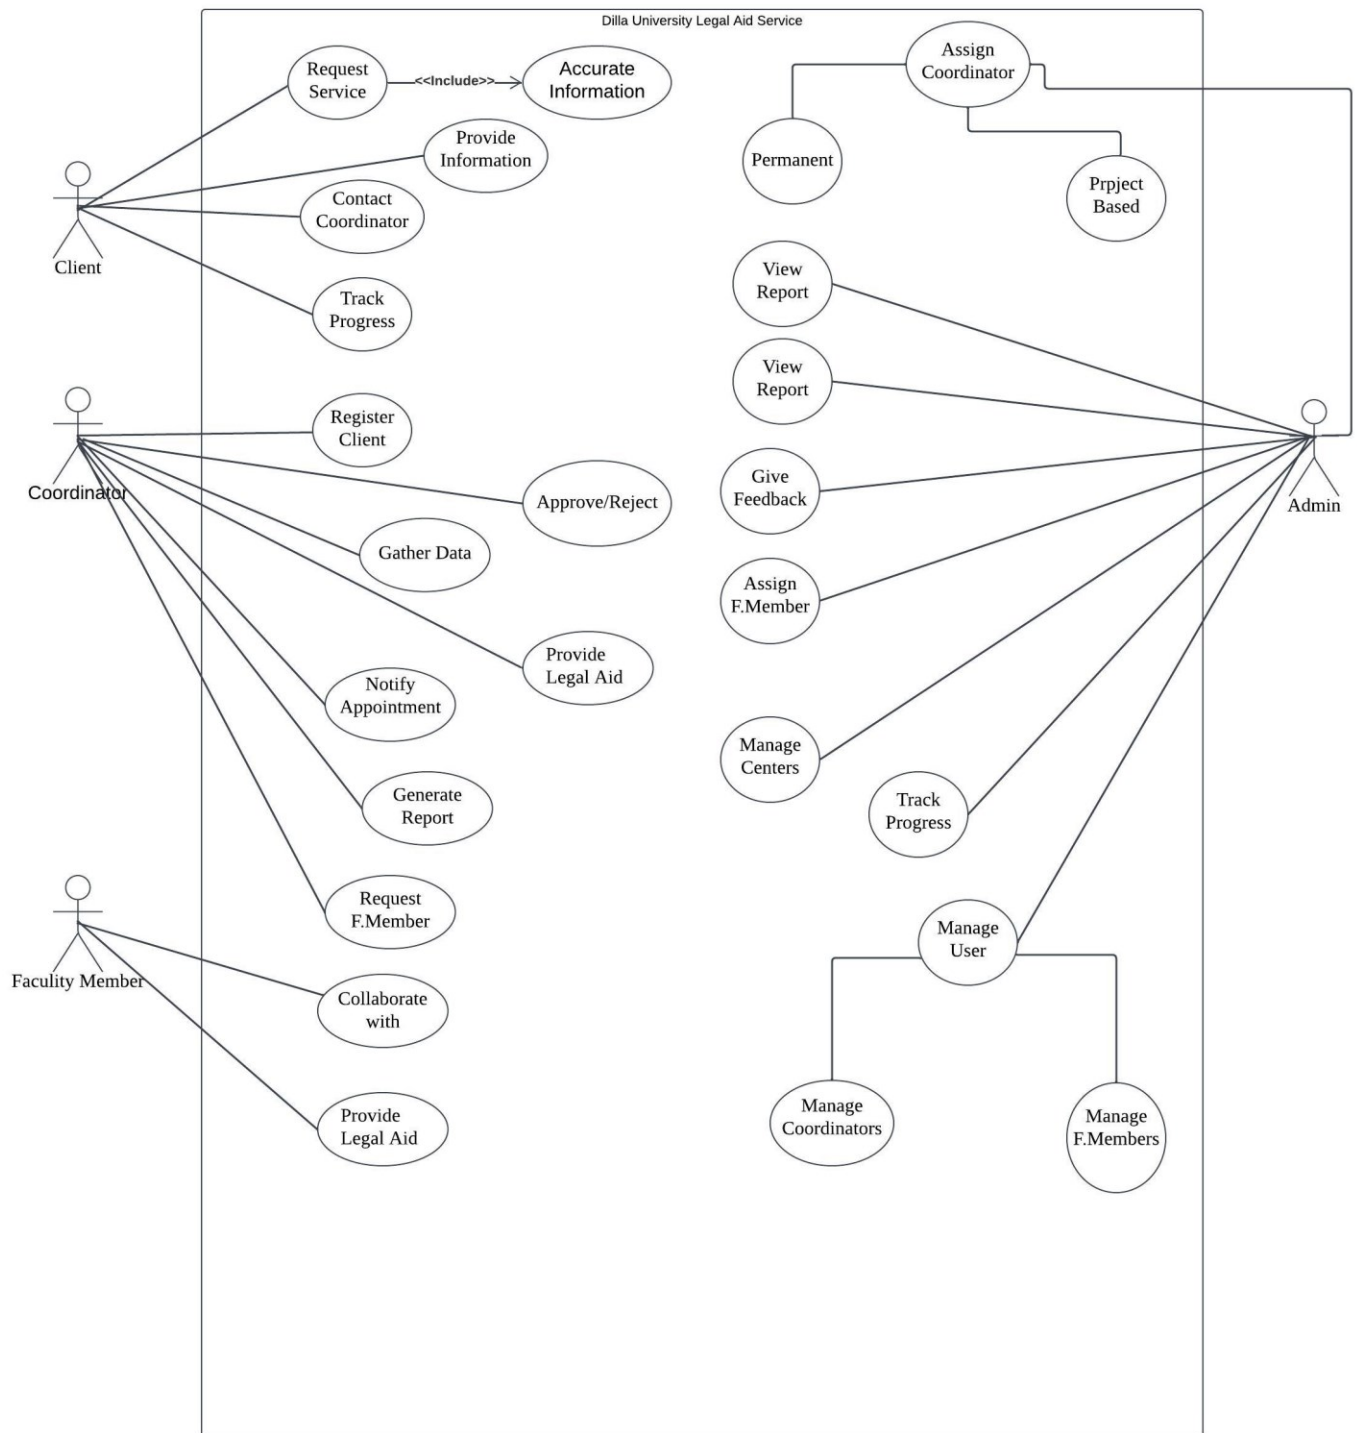 Dilla University Legal Aid Service
Request
Service
<<Include>>
Accurate
Information
Provide
Information
Contact
Coordinator
Client
Track
Progress
Register
Client
Coordinator
Approve/Reject
Gather Data
Provide
Legal Aid
Notify
Appointment
Generate
Report
Request
F.Member
Faculity Member
Collaborate
with
Provide
Legal Aid
Assign
Coordinator
Permanent
Prpject
Based
View
Report
View
Report
Give
Feedback
Admin
Assign
F.Member
Manage
Centers
Track
Progress
Manage
User
Manage
Coordinators
Manage
F.Members